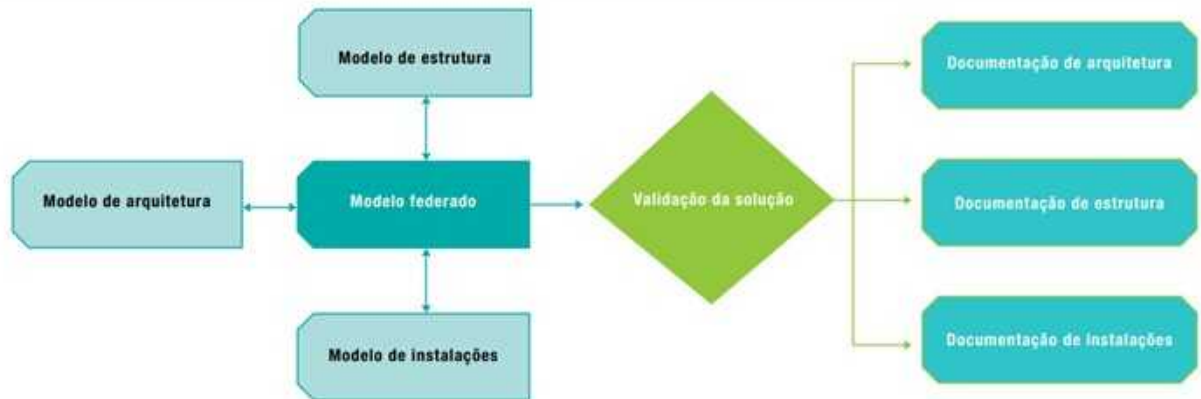 Modelo de estrutura
Modelo de arquitetura
Modelo federado
Modelo de instalações
Validação da solução
Documentação de arquitetura
Documentação de estrutura
Documentação de instalações